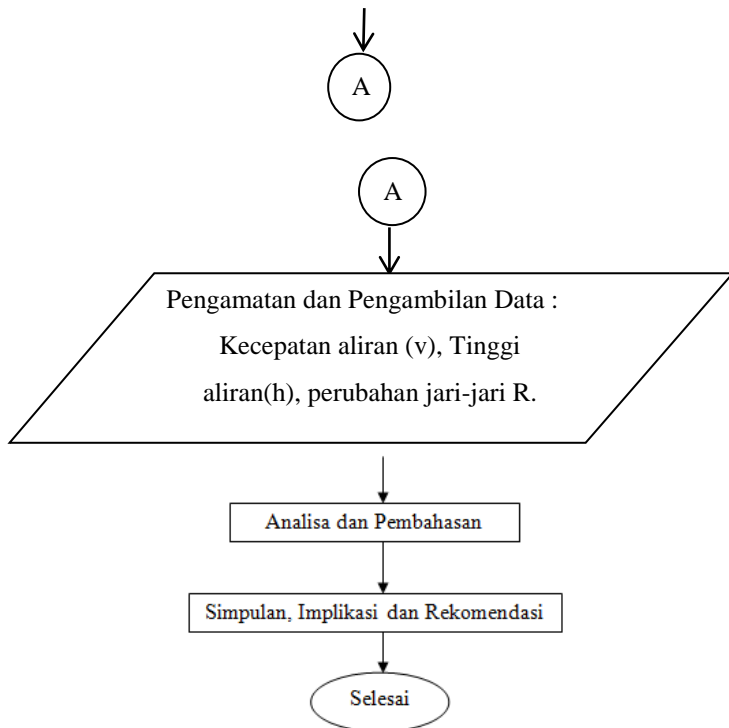 A
A
Pengamatan dan Pengambilan Data :
Kecepatan aliran (v), Tinggi
aliran(h), perubahan jari-jari R.
Analisa dan Pembahasan
Simpulan, Implikasi dan Rekomendasi
Selesai